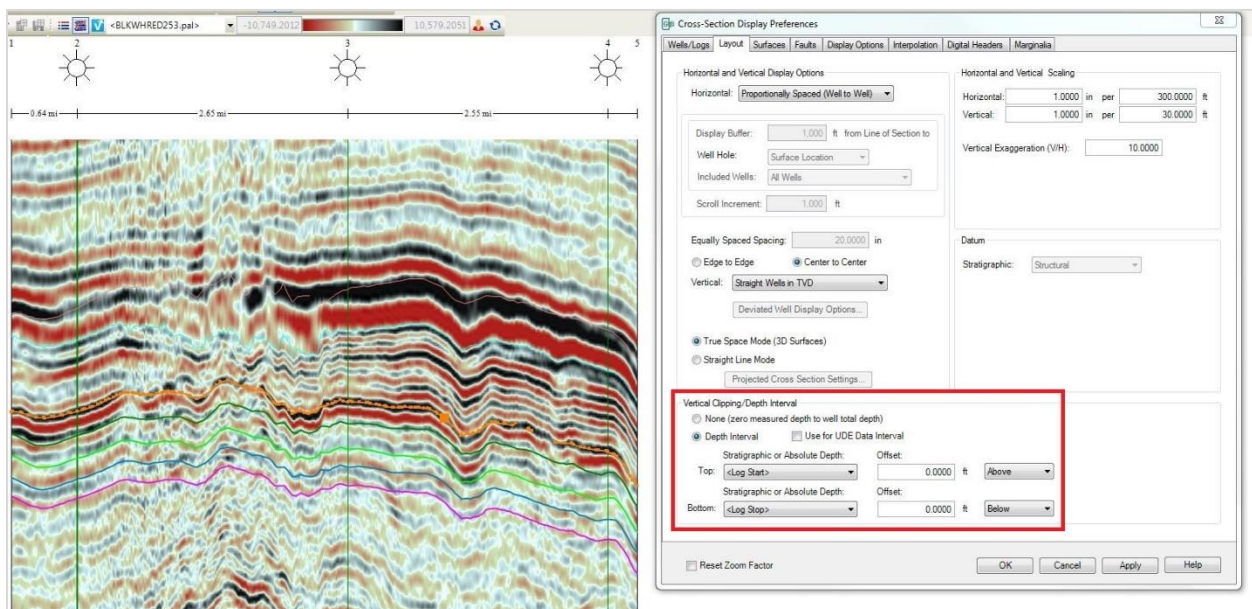 <BLKWHRED253.pal> -10,749.2012 10,579.2051
1 2 3 4 5
0.64 mi 2.65 mi 2.55 mi
Cross-Section Display Preferences
Wells/Logs Layout Surfaces Faults Display Options Interpolation Digital Headers Marginalia
Horizontal and Vertical Display Options
Horizontal: Proportionally Spaced (Well to Well)
Display Buffer: 1,000 ft from Line of Section to
Well Hole: Surface Location
Included Wells: All Wells
Scroll Increment: 1,000 ft
Equally Spaced Spacing: 20.0000 in
Edge to Edge Center to Center
Vertical: Straight Wells in TVD
Deviated Well Display Options...
True Space Mode (3D Surfaces)
Straight Line Mode
Projected Cross Section Settings...
Horizontal and Vertical Scaling
Horizontal: 1.0000 in per 300.0000 ft
Vertical: 1.0000 in per 30.0000 ft
Vertical Exaggeration (V/H): 10.0000
Datum
Stratigraphic: Structural
Vertical Clipping/Depth Interval
None (zero measured depth to well total depth)
Depth Interval Use for UDE Data Interval
Stratigraphic or Absolute Depth: Offset:
Top: <Log Start> 0.0000 ft Above
Stratigraphic or Absolute Depth: Offset:
Bottom: <Log Stop> 0.0000 ft Below
Reset Zoom Factor OK Cancel Apply Help